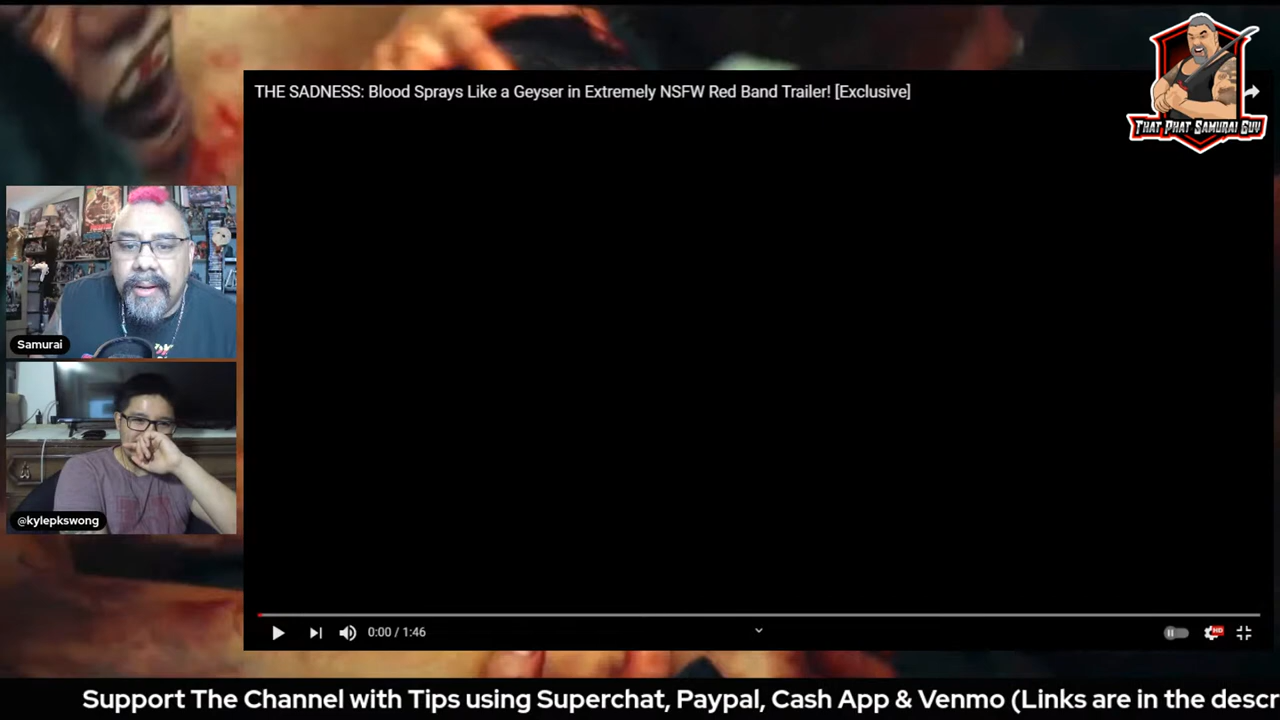 THE SADNESS: Blood Sprays Like a Geyser in Extremely NSFW Red Band Trailer! [Exclusive]
THAT PHAT SAMURAI GUY
Samurai
@kylepkswong
0:00 / 1:46
HD
Support The Channel with Tips using Superchat, Paypal, Cash App & Venmo (Links are in the descr